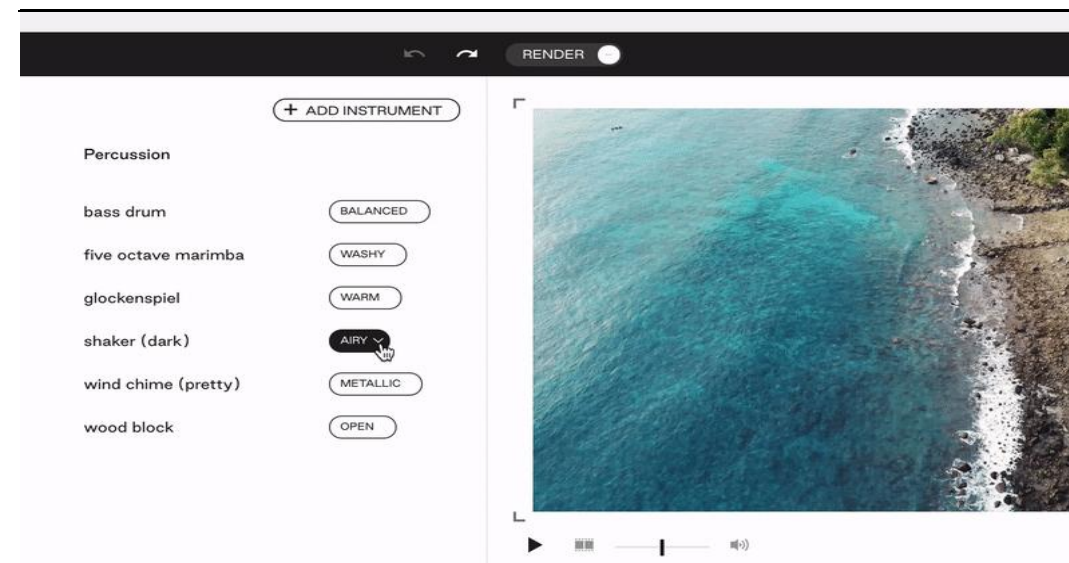 RENDER
+ ADD INSTRUMENT
Percussion
bass drum BALANCED
five octave marimba WASHY
glockenspiel WARM
shaker (dark) AIRY
wind chime (pretty) METALLIC
wood block OPEN